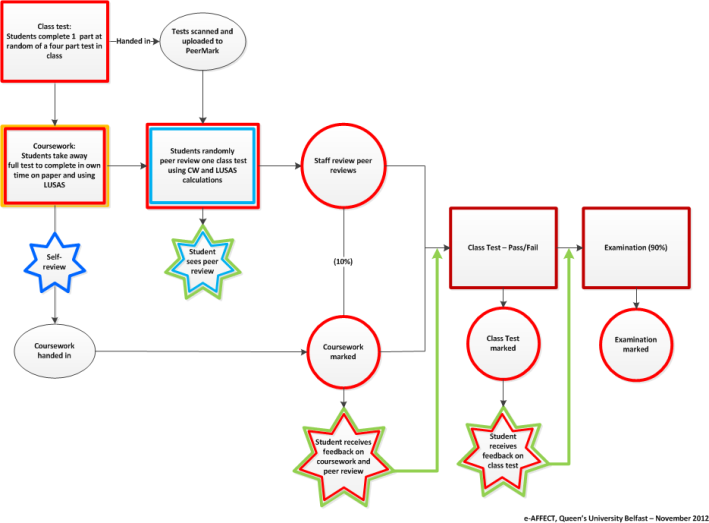 Class test:
Students complete 1 part at
random of a four part test in
class
Handed in
Tests scanned and
uploaded to
PeerMark
Coursework:
Students take away
full test to complete in own
time on paper and using
LUSAS
Students randomly
peer review one class test
using CW and LUSAS
calculations
Staff review peer
reviews
Self-
review
Student
sees peer
review
(10%)
Class Test – Pass/Fail
Examination (90%)
Coursework
handed in
Coursework
marked
Class Test
marked
Examination
marked
Student receives
feedback on
coursework and
peer review
Student
receives
feedback on
class test
e-AFFECT, Queen's University Belfast – November 2012